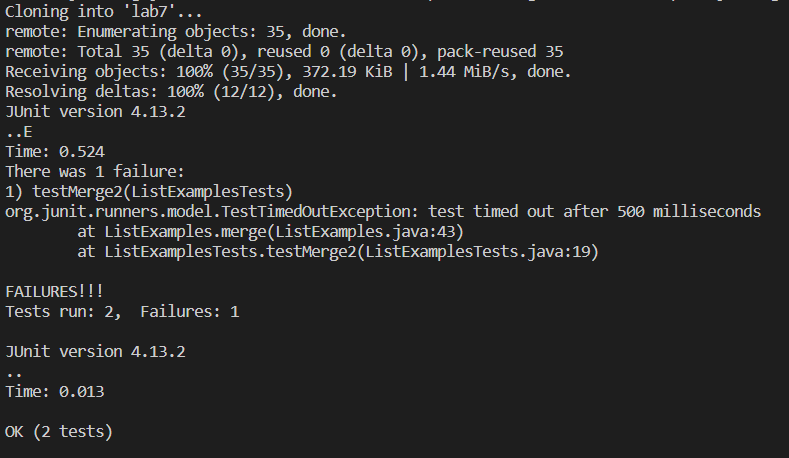 Cloning into 'lab7'...
remote: Enumerating objects: 35, done.
remote: Total 35 (delta 0), reused 0 (delta 0), pack-reused 35
Receiving objects: 100% (35/35), 372.19 KiB | 1.44 MiB/s, done.
Resolving deltas: 100% (12/12), done.
JUnit version 4.13.2
..E
Time: 0.524
There was 1 failure:
1) testMerge2(ListExamplesTests)
org.junit.runners.model.TestTimedOutException: test timed out after 500 milliseconds
        at ListExamples.merge(ListExamples.java:43)
        at ListExamplesTests.testMerge2(ListExamplesTests.java:19)

FAILURES!!!
Tests run: 2,  Failures: 1

JUnit version 4.13.2
..
Time: 0.013

OK (2 tests)